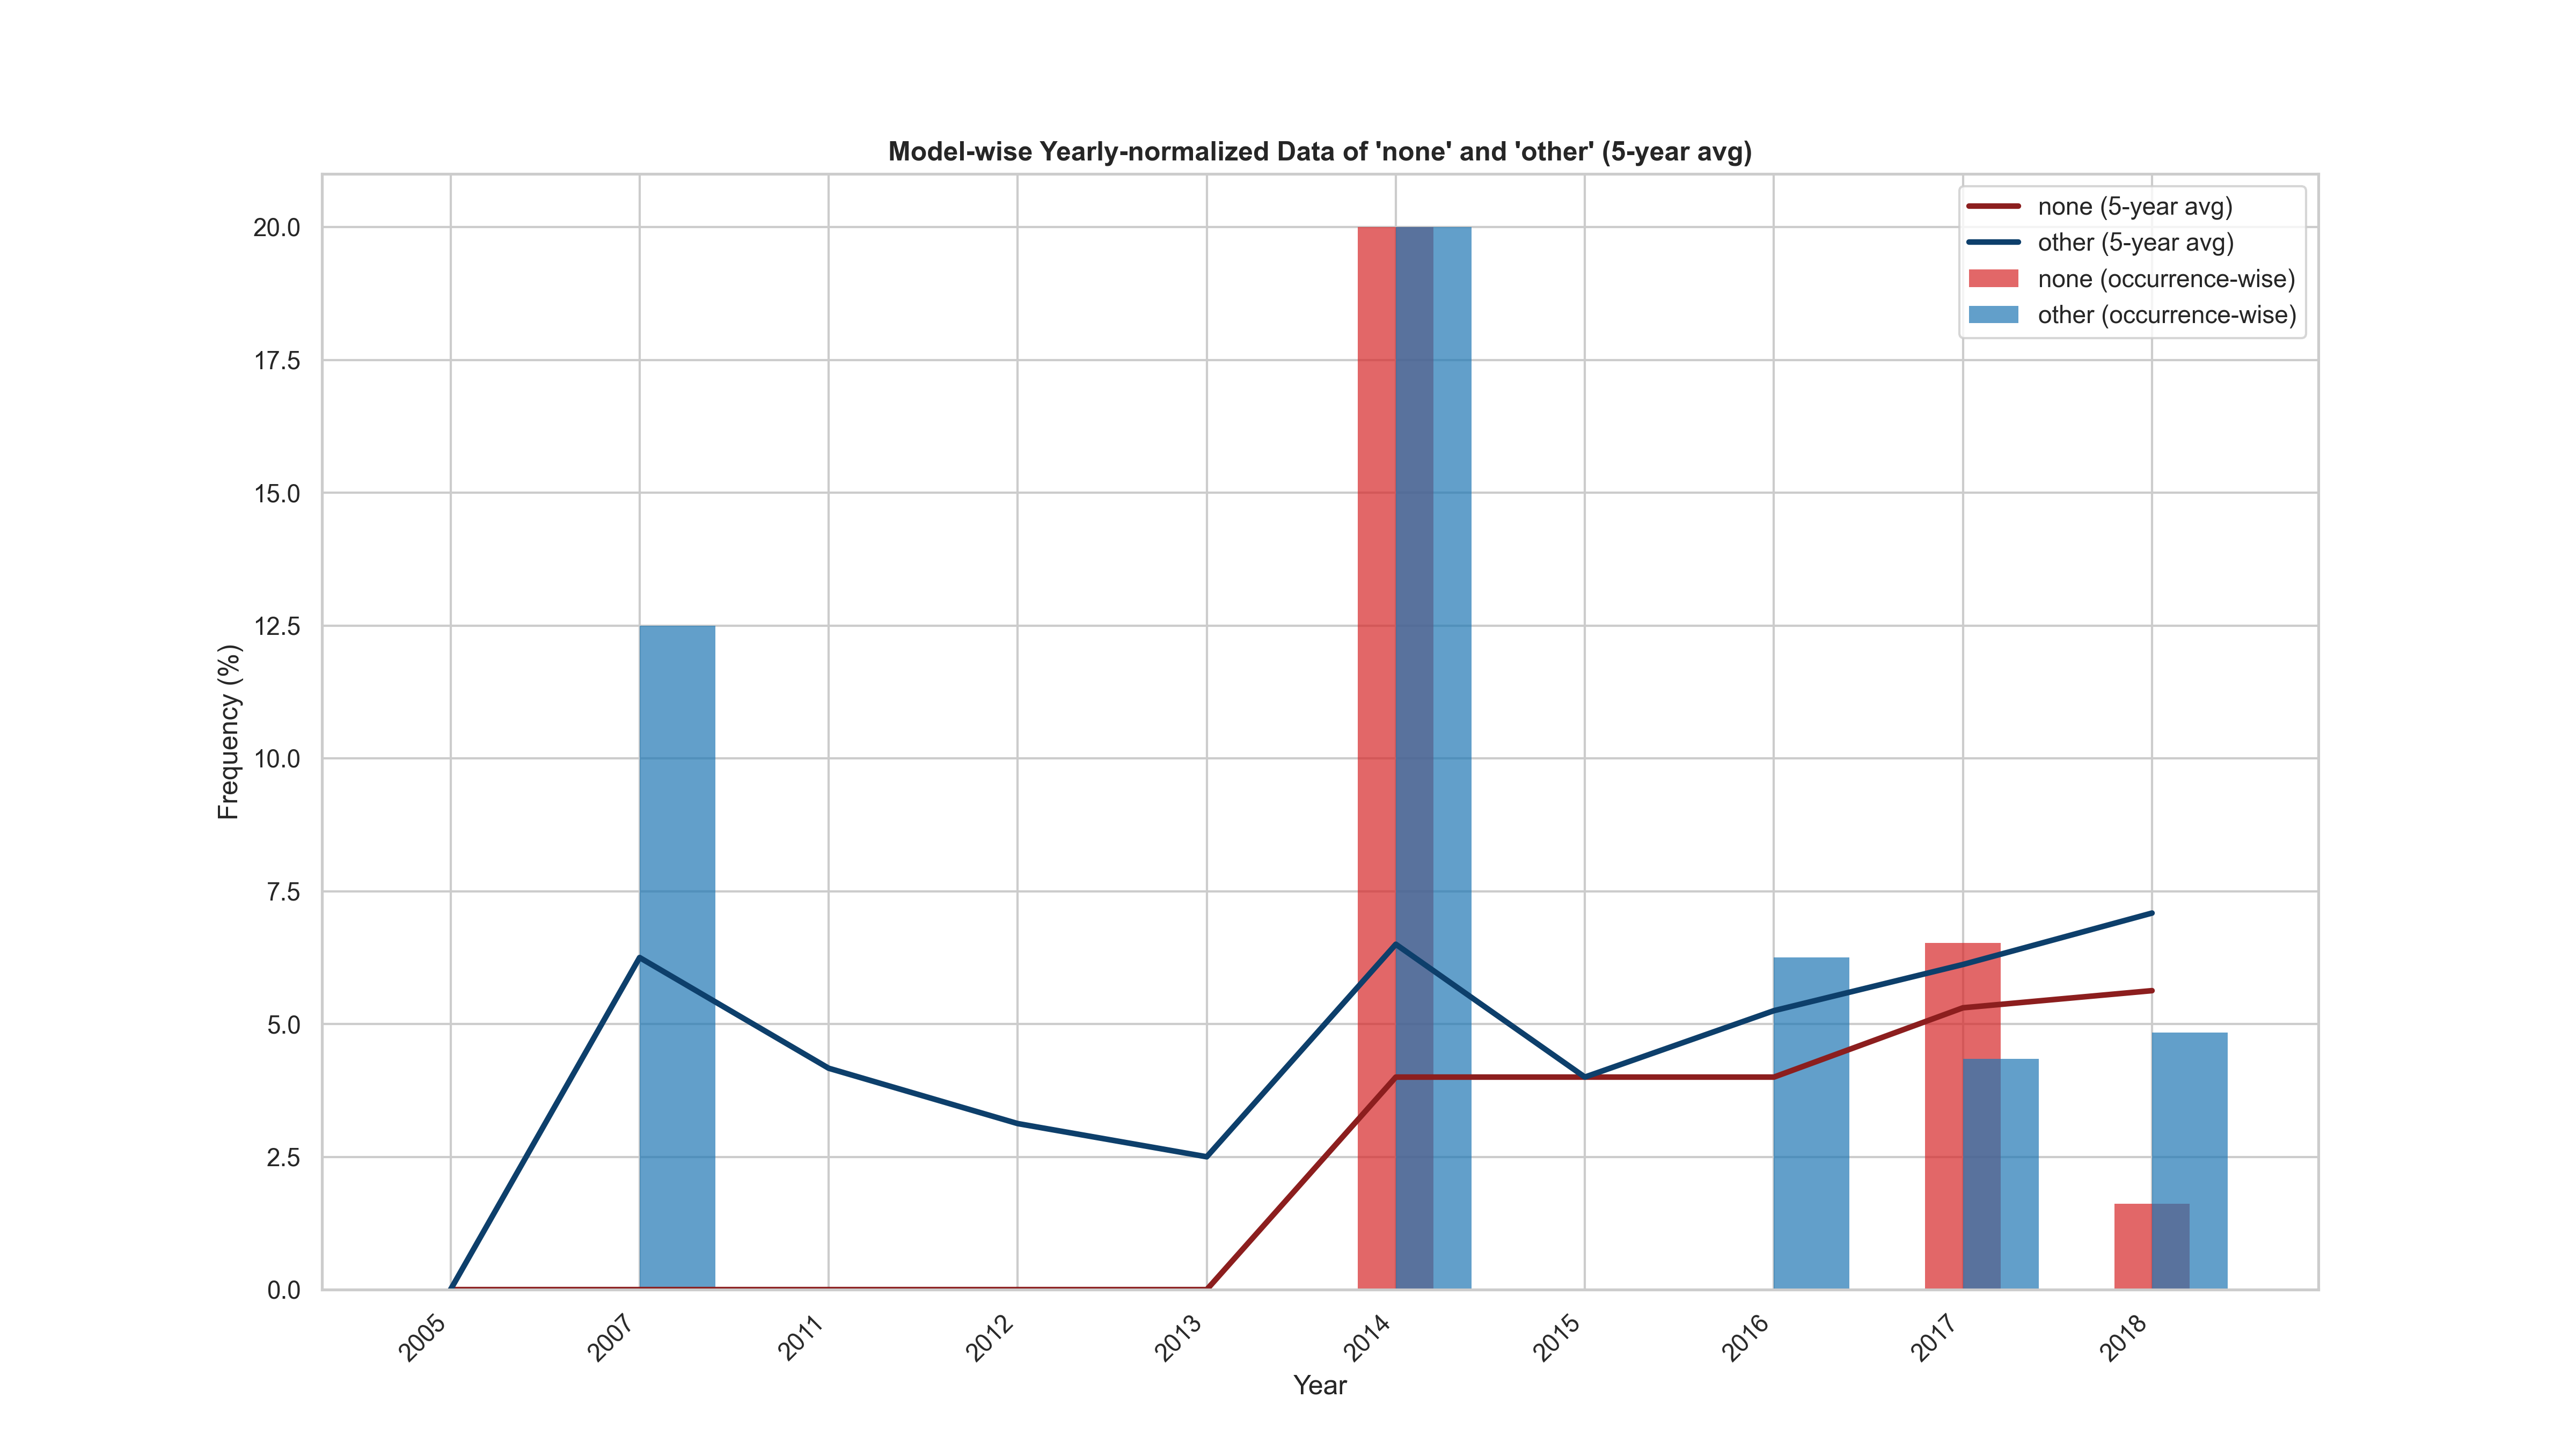 Model-wise Yearly-normalized Data of 'none' and 'other' (5-year avg)
none (5-year avg)
other (5-year avg)
none (occurrence-wise)
other (occurrence-wise)
20.0
17.5
15.0
12.5
10.0
7.5
5.0
2.5
0.0
Frequency (%)
2005
2007
2011
2012
2013
2014
2015
2016
2017
2018
Year